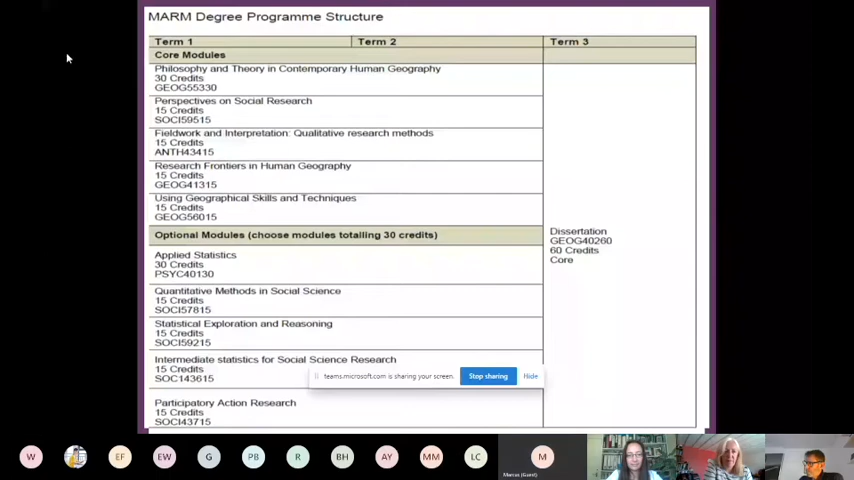 MARM Degree Programme Structure
Term 1
Term 2
Term 3
Core Modules
Philosophy and Theory in Contemporary Human Geography
30 Credits
GEOG55330
Perspectives on Social Research
15 Credits
SOCI59515
Fieldwork and Interpretation: Qualitative research methods
15 Credits
ANTH43415
Research Frontiers in Human Geography
15 Credits
GEOG41315
Using Geographical Skills and Techniques
15 Credits
GEOG56015
Optional Modules (choose modules totalling 30 credits)
Applied Statistics
30 Credits
PSYC40130
Quantitative Methods in Social Science
15 Credits
SOCI57815
Statistical Exploration and Reasoning
15 Credits
SOCI59215
Intermediate statistics for Social Science Research
15 Credits
SOC143615
Participatory Action Research
15 Credits
SOCI43715
Dissertation
GEOG40260
60 Credits
Core
teams.microsoft.com is sharing your screen.
Stop sharing
Hide
W
EF
EW
G
PB
R
BH
AY
MM
LC
M
Marcus (Guest)